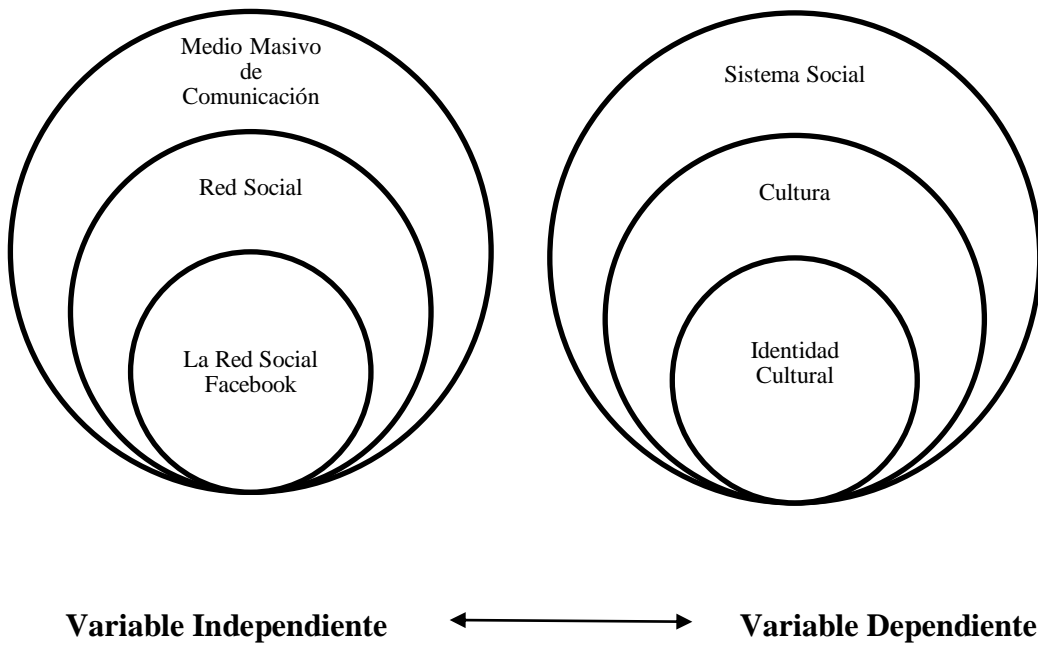 Medio Masivo
de
Comunicación
Red Social
La Red Social
Facebook
Sistema Social
Cultura
Identidad
Cultural
Variable Independiente
Variable Dependiente